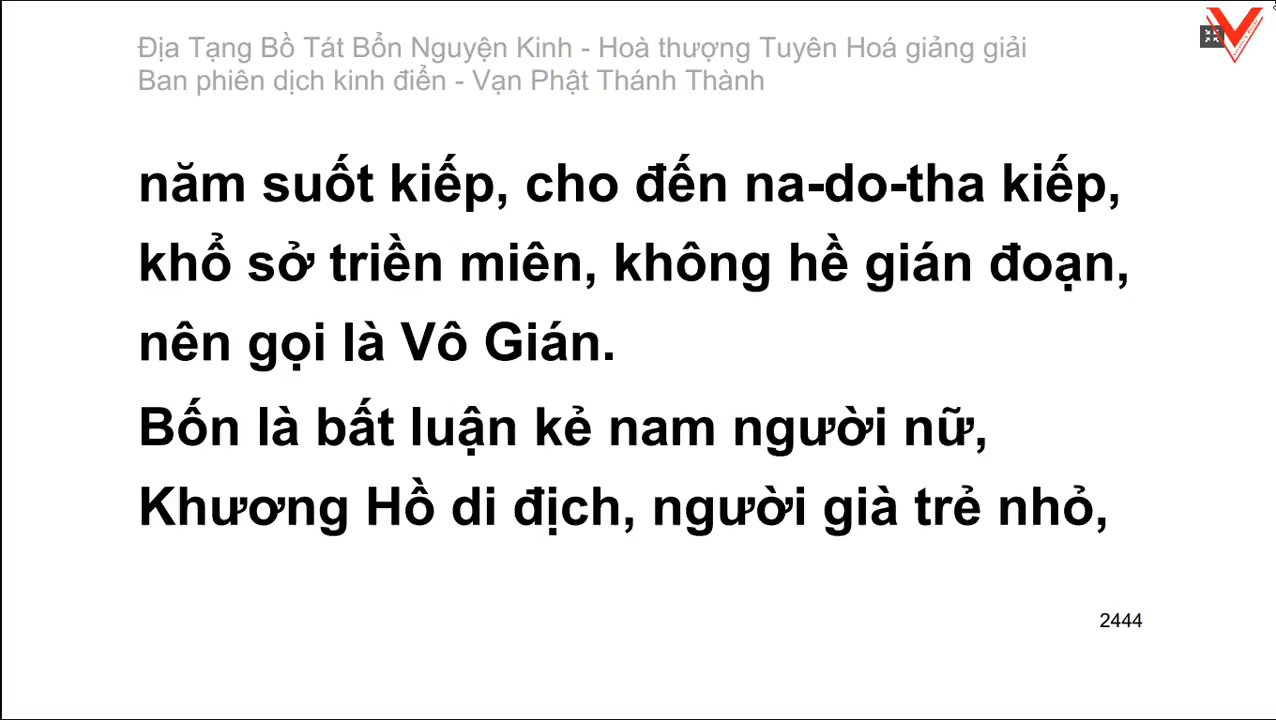 Địa Tạng Bồ Tát Bổn Nguyện Kinh - Hoà thượng Tuyên Hoá giảng giải
Ban phiên dịch kinh điển - Vạn Phật Thánh Thành
năm suốt kiếp, cho đến na-do-tha kiếp,
khổ sở triền miên, không hề gián đoạn,
nên gọi là Vô Gián.
Bốn là bất luận kẻ nam người nữ,
Khương Hồ di địch, người già trẻ nhỏ,
2444